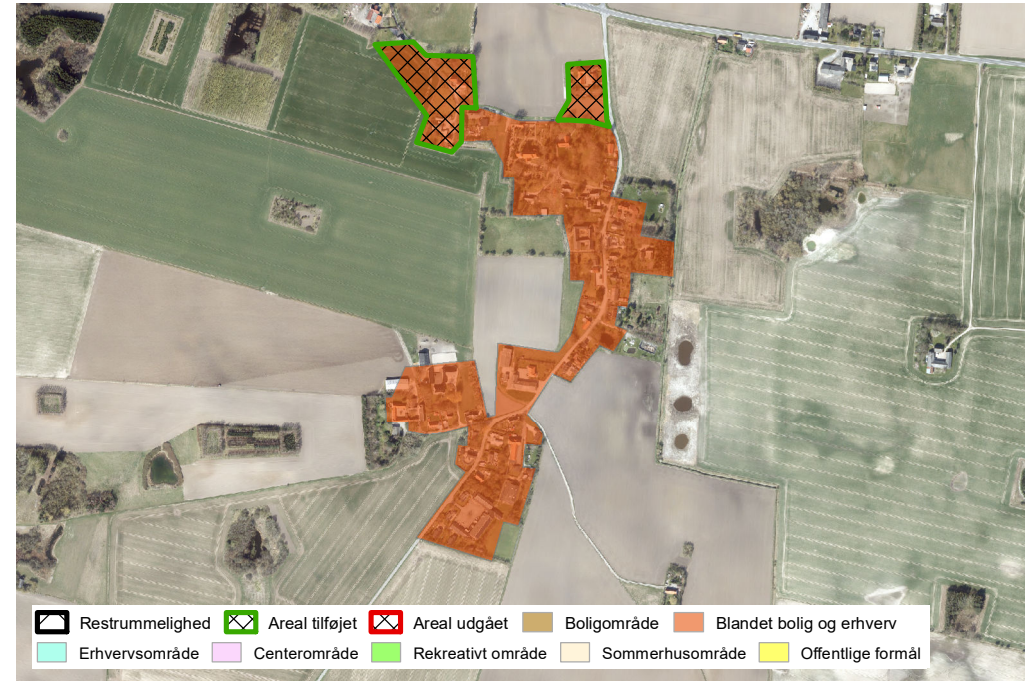 Restrummelighed Areal tilføjet Areal udgået Boligområde Blandet bolig og erhverv
Erhvervsområde Centerområde Rekreativt område Sommerhusområde Offentlige formål